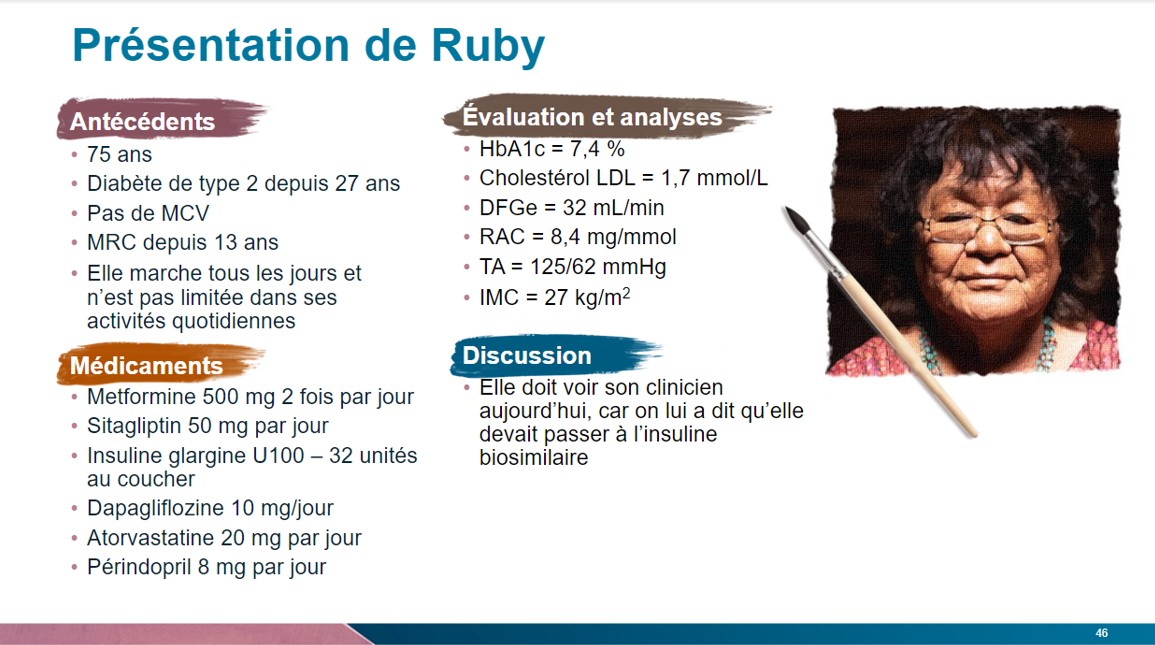 Présentation de Ruby
Antécédents
• 75 ans
• Diabète de type 2 depuis 27 ans
• Pas de MCV
• MRC depuis 13 ans
• Elle marche tous les jours et
n’est pas limitée dans ses
activités quotidiennes
Médicaments
• Metformine 500 mg 2 fois par jour
• Sitagliptin 50 mg par jour
• Insuline glargine U100 – 32 unités
au coucher
• Dapagliflozine 10 mg/jour
• Atorvastatine 20 mg par jour
• Périndopril 8 mg par jour
Évaluation et analyses
• HbA1c = 7,4 %
• Cholestérol LDL = 1,7 mmol/L
• DFGe = 32 mL/min
• RAC = 8,4 mg/mmol
• TA = 125/62 mmHg
• IMC = 27 kg/m²
Discussion
• Elle doit voir son clinicien
aujourd’hui, car on lui a dit qu’elle
devait passer à l’insuline
biosimilaire
46